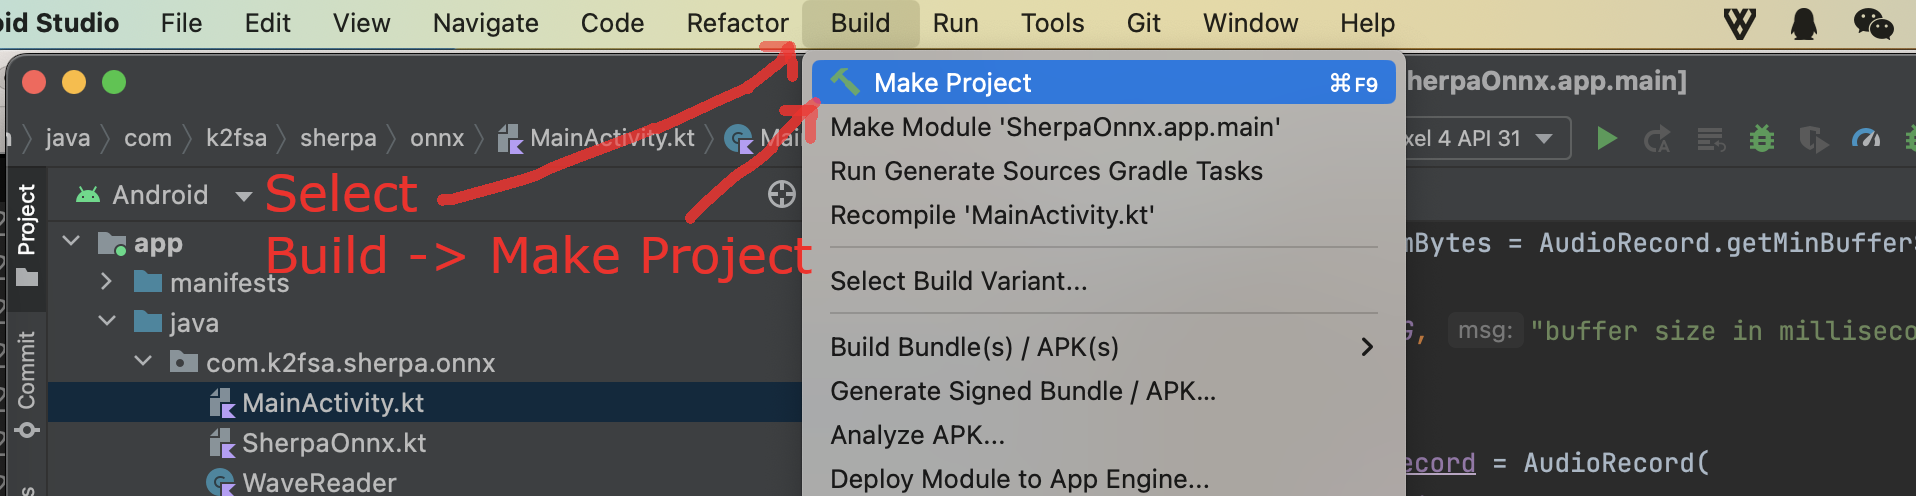 oid Studio File Edit View Navigate Code Refactor Build Run Tools Git Window Help
Make Project ⌘F9
herpaOnnx.app.main]
java com k2fsa sherpa onnx MainActivity.kt Mai
Make Module 'SherpaOnnx.app.main'
xel 4 API 31
Run Generate Sources Gradle Tasks
Project
Android
Select
Recompile 'MainActivity.kt'
app
Build -> Make Project
mBytes = AudioRecord.getMinBuffer
manifests
Select Build Variant...
java
G, msg: "buffer size in milliseco
Commit
com.k2fsa.sherpa.onnx
Build Bundle(s) / APK(s)
MainActivity.kt
Generate Signed Bundle / APK...
SherpaOnnx.kt
Analyze APK...
ecord = AudioRecord(
WaveReader
Deploy Module to App Engine...